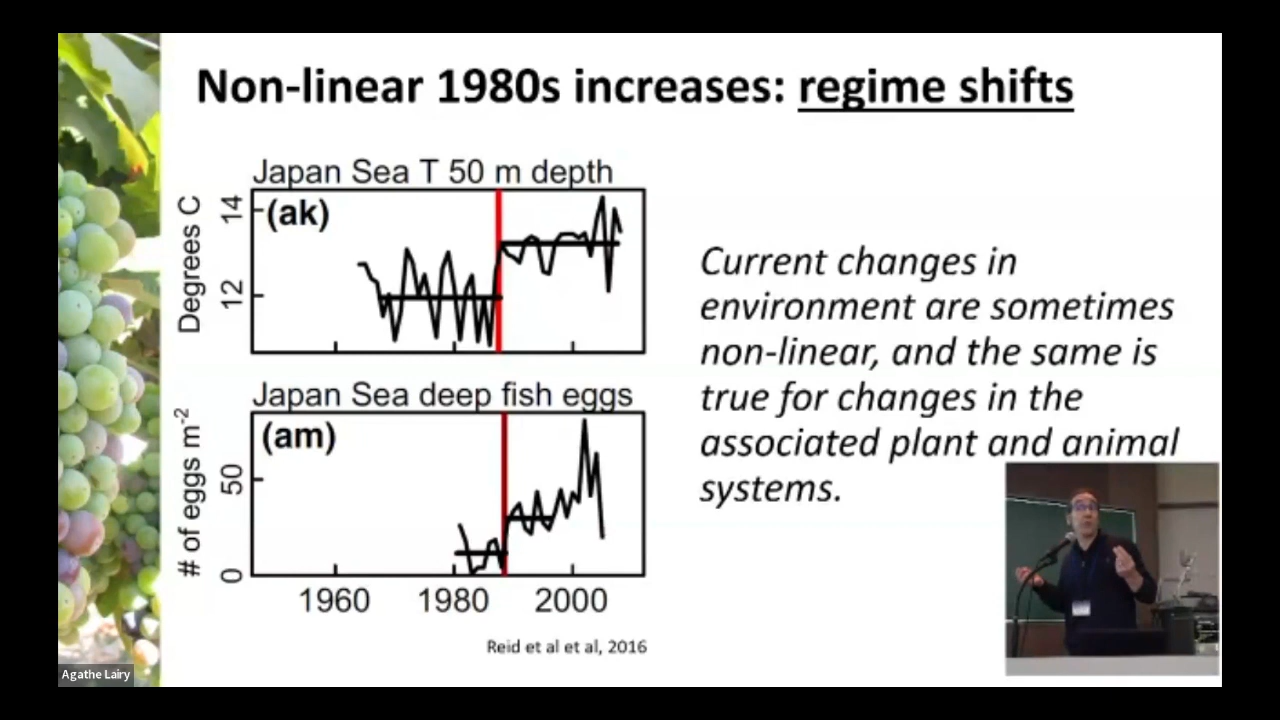 Non-linear 1980s increases: regime shifts
Japan Sea T 50 m depth
Degrees C
14
12
(ak)
Japan Sea deep fish eggs
# of eggs m-2
50
0
(am)
1960 1980 2000
Reid et al et al, 2016
Current changes in
environment are sometimes
non-linear, and the same is
true for changes in the
associated plant and animal
systems.
Agathe Lairy